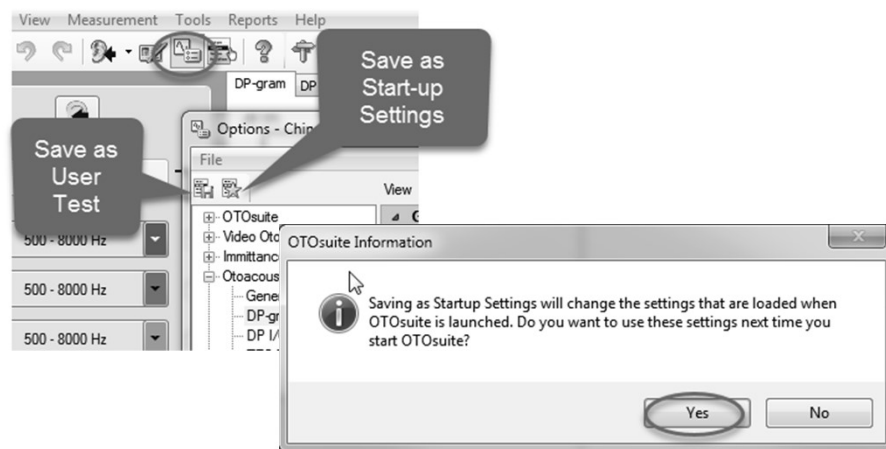 View Measurement Tools Reports Help
Save as
Start-up
Settings
DP-gram DP
Options - Chin
Save as
User
Test
File
View
OTOsuite
Video Oto
Immittanc
Otoacous
Gene
DP-gr
DP I/
500 - 8000 Hz
500 - 8000 Hz
500 - 8000 Hz
OTOsuite Information
Saving as Startup Settings will change the settings that are loaded when
OTOsuite is launched. Do you want to use these settings next time you
start OTOsuite?
Yes No